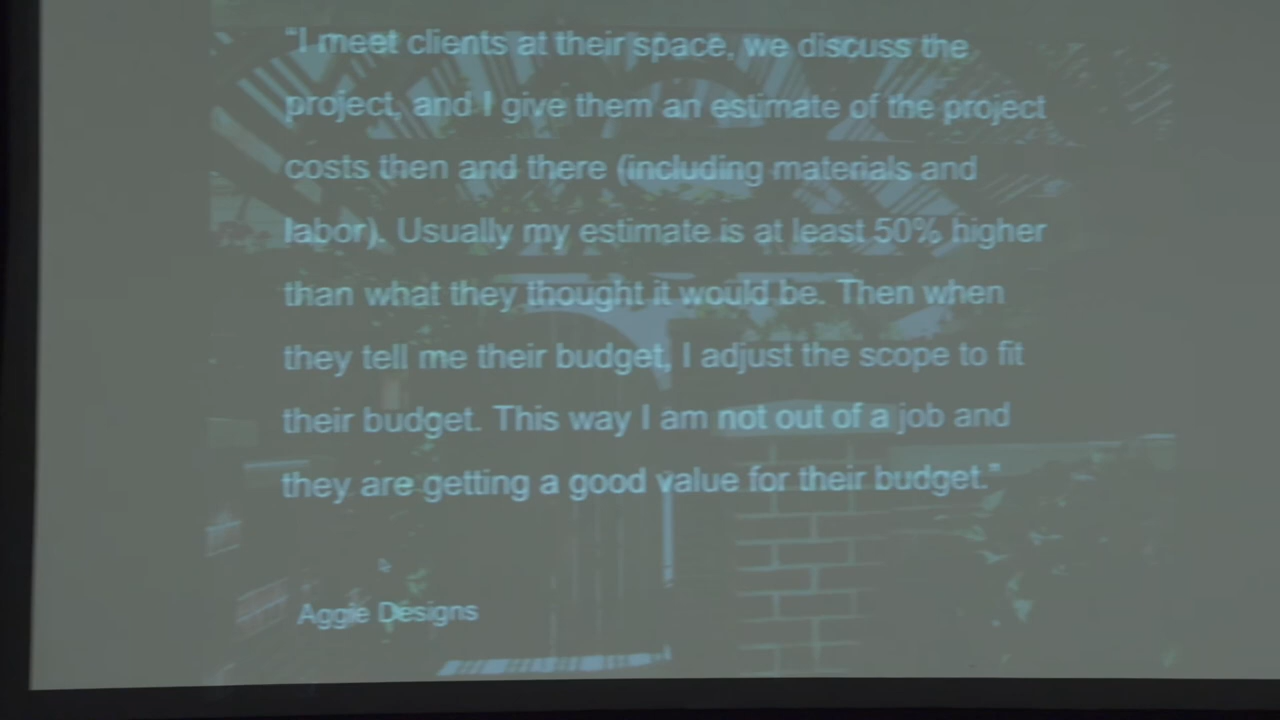 “I meet clients at their space, we discuss the
project, and I give them an estimate of the project
costs then and there (including materials and
labor). Usually my estimate is at least 50% higher
than what they thought it would be. Then when
they tell me their budget, I adjust the scope to fit
their budget. This way I am not out of a job and
they are getting a good value for their budget.”
Aggie Designs